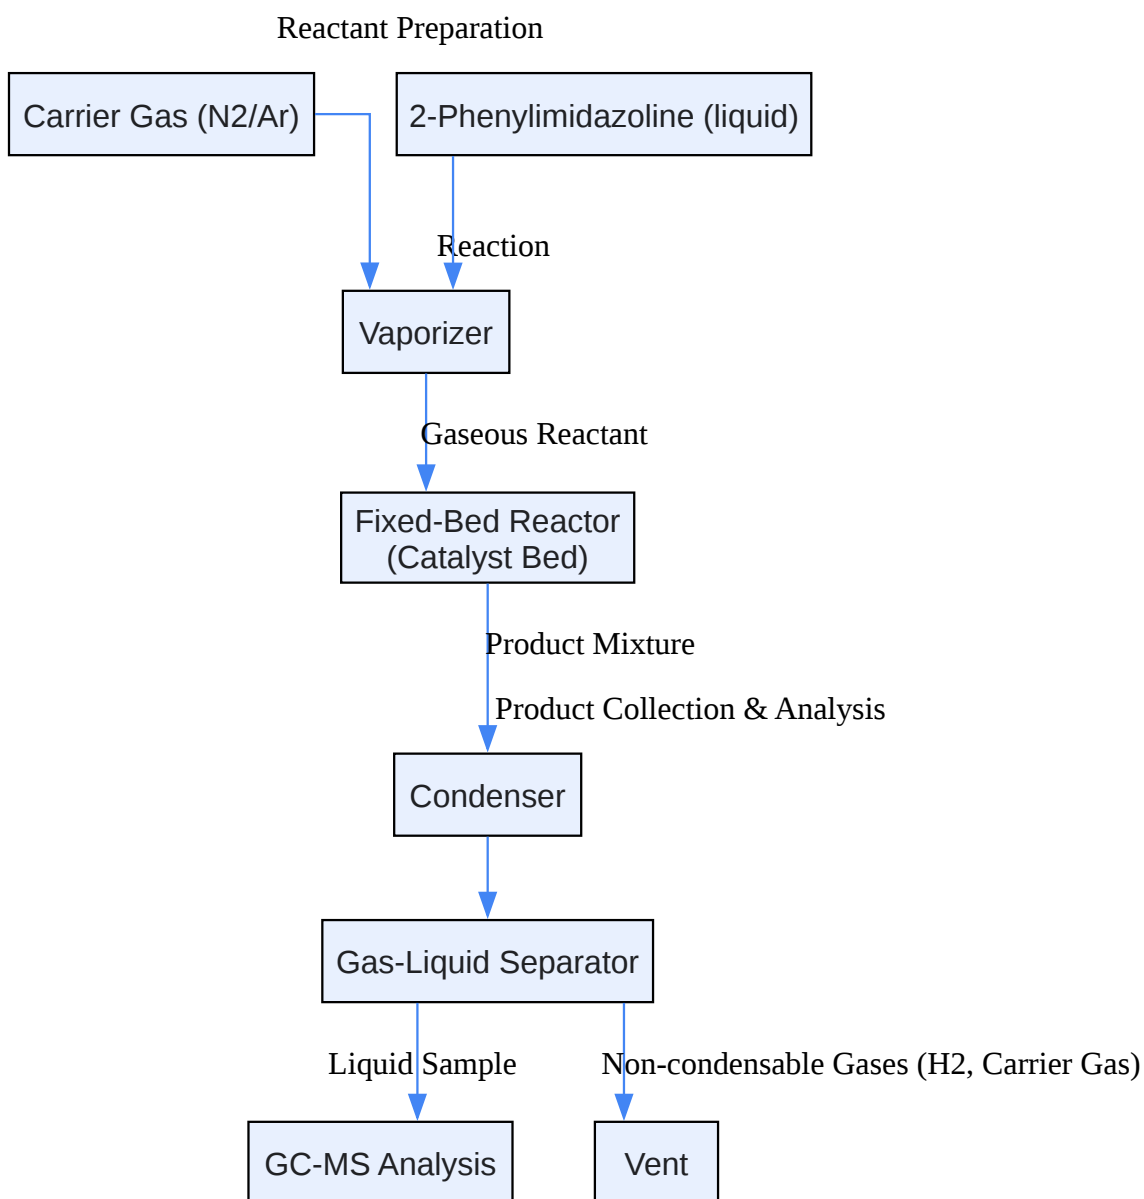 Reactant Preparation
Carrier Gas (N2/Ar)
2-Phenylimidazoline (liquid)
Reaction
Vaporizer
Gaseous Reactant
Fixed-Bed Reactor
(Catalyst Bed)
Product Mixture
Product Collection & Analysis
Condenser
Gas-Liquid Separator
Liquid Sample
Non-condensable Gases (H2, Carrier Gas)
GC-MS Analysis
Vent